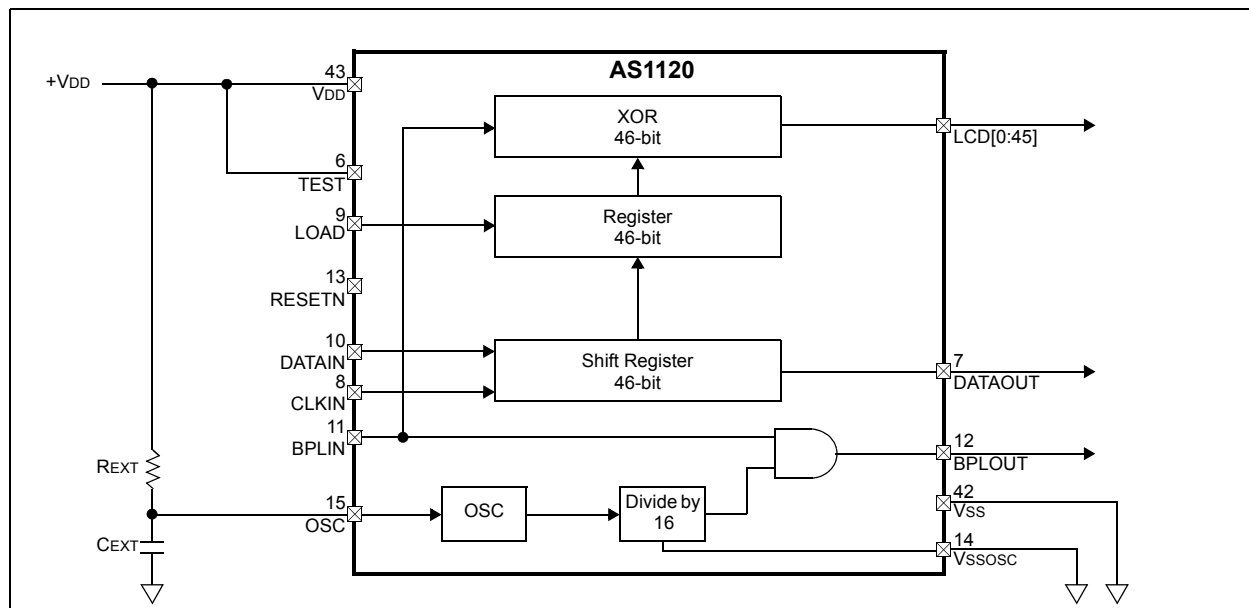 AS1120
+VDD
43
VDD
XOR
46-bit
LCD[0:45]
6
TEST
9
LOAD
Register
46-bit
13
RESETN
10
DATAIN
8
CLKIN
Shift Register
46-bit
7
DATAOUT
11
BPLIN
12
BPLOUT
REXT
15
OSC
OSC
Divide by
16
42
VSS
14
VSSOSC
CEXT